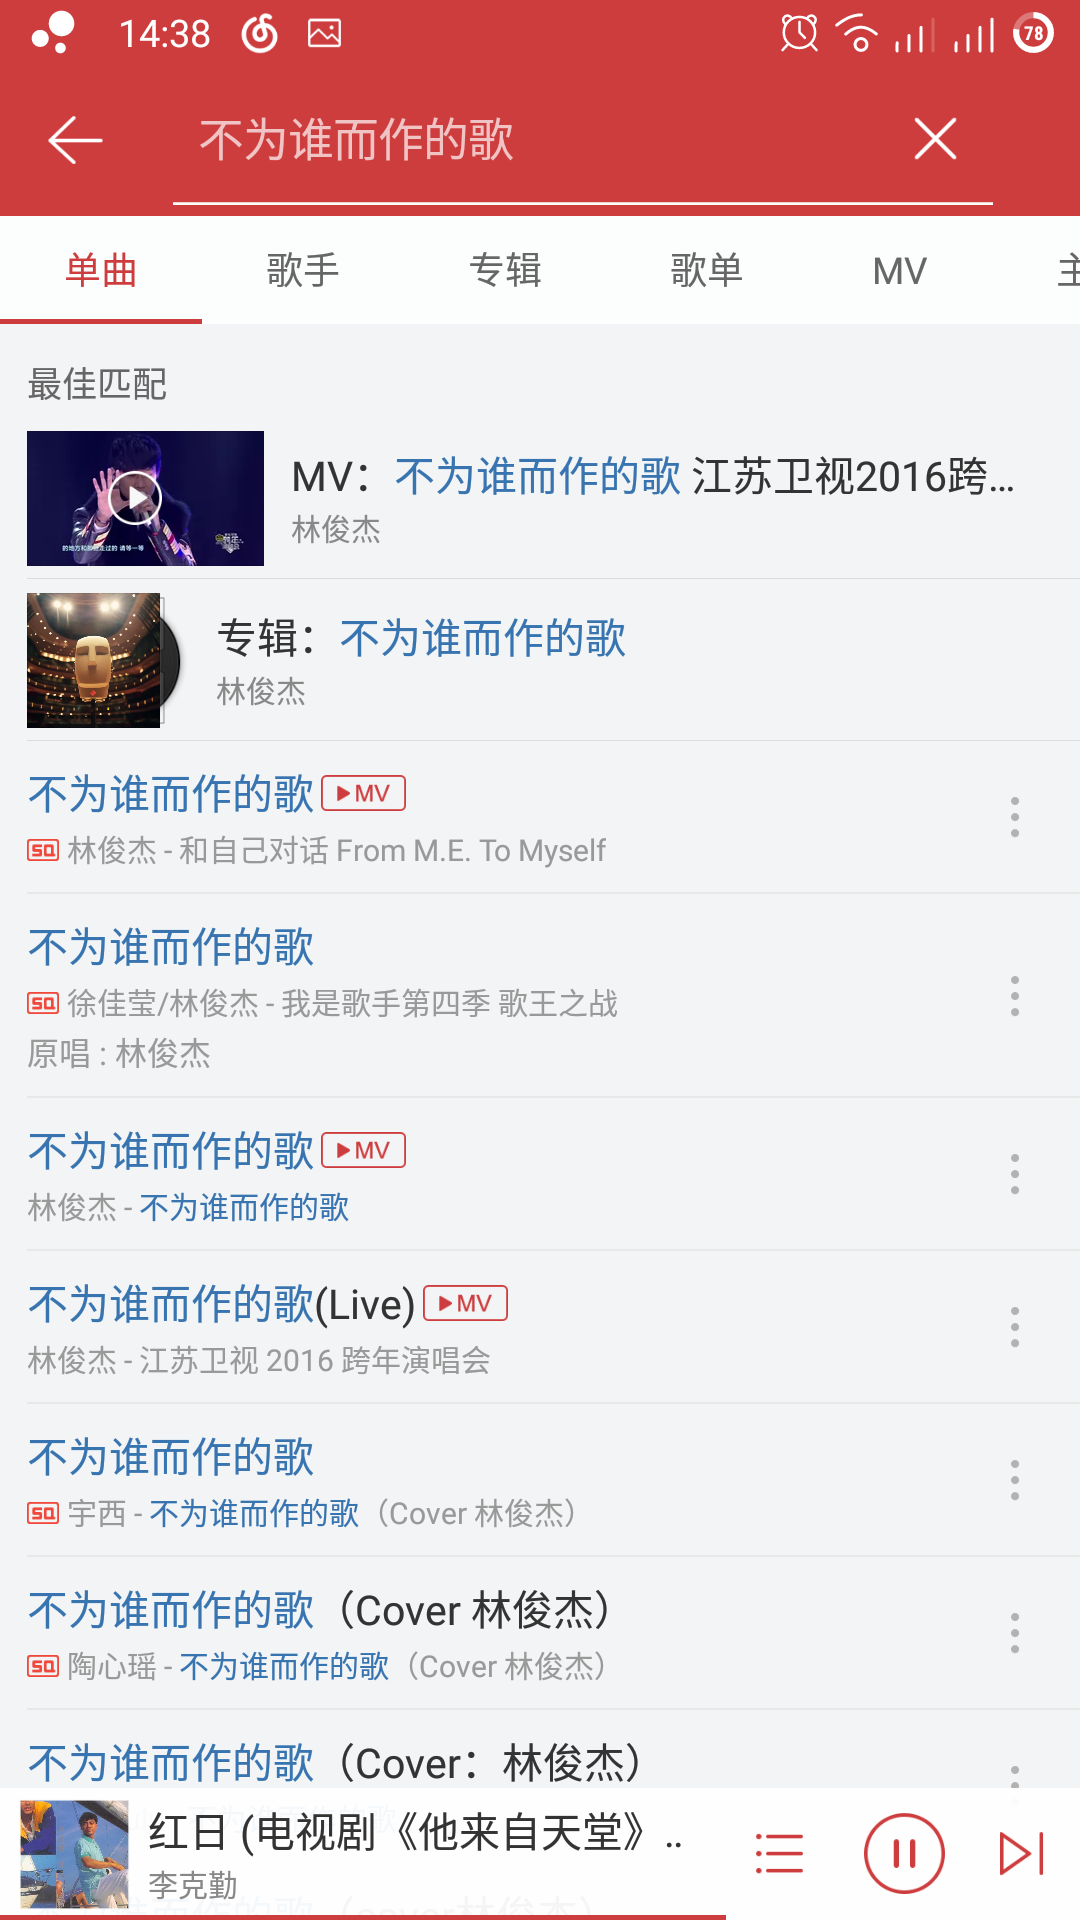 14:38
78
不为谁而作的歌
单曲 歌手 专辑 歌单 MV
最佳匹配
MV：不为谁而作的歌 江苏卫视2016跨...
林俊杰
专辑：不为谁而作的歌
林俊杰
不为谁而作的歌 MV
SQ 林俊杰 - 和自己对话 From M.E. To Myself
不为谁而作的歌
SQ 徐佳莹/林俊杰 - 我是歌手第四季 歌王之战
原唱 : 林俊杰
不为谁而作的歌 MV
林俊杰 - 不为谁而作的歌
不为谁而作的歌(Live) MV
林俊杰 - 江苏卫视 2016 跨年演唱会
不为谁而作的歌
SQ 宇西 - 不为谁而作的歌（Cover 林俊杰）
不为谁而作的歌（Cover 林俊杰）
SQ 陶心瑶 - 不为谁而作的歌（Cover 林俊杰）
不为谁而作的歌（Cover：林俊杰）
红日 (电视剧《他来自天堂》..
李克勤